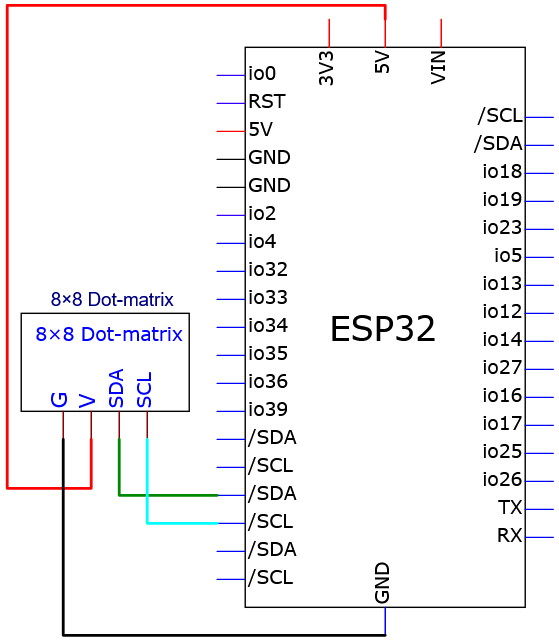 3V3
5V
VIN
io0
RST
5V
GND
GND
io2
io4
io32
io33
io34
io35
io36
io39
/SDA
/SCL
/SDA
/SCL
/SDA
/SCL
ESP32
/SCL
/SDA
io18
io19
io23
io5
io13
io12
io14
io27
io16
io17
io25
io26
TX
RX
GND
8×8 Dot-matrix
8×8 Dot-matrix
G
V
SDA
SCL